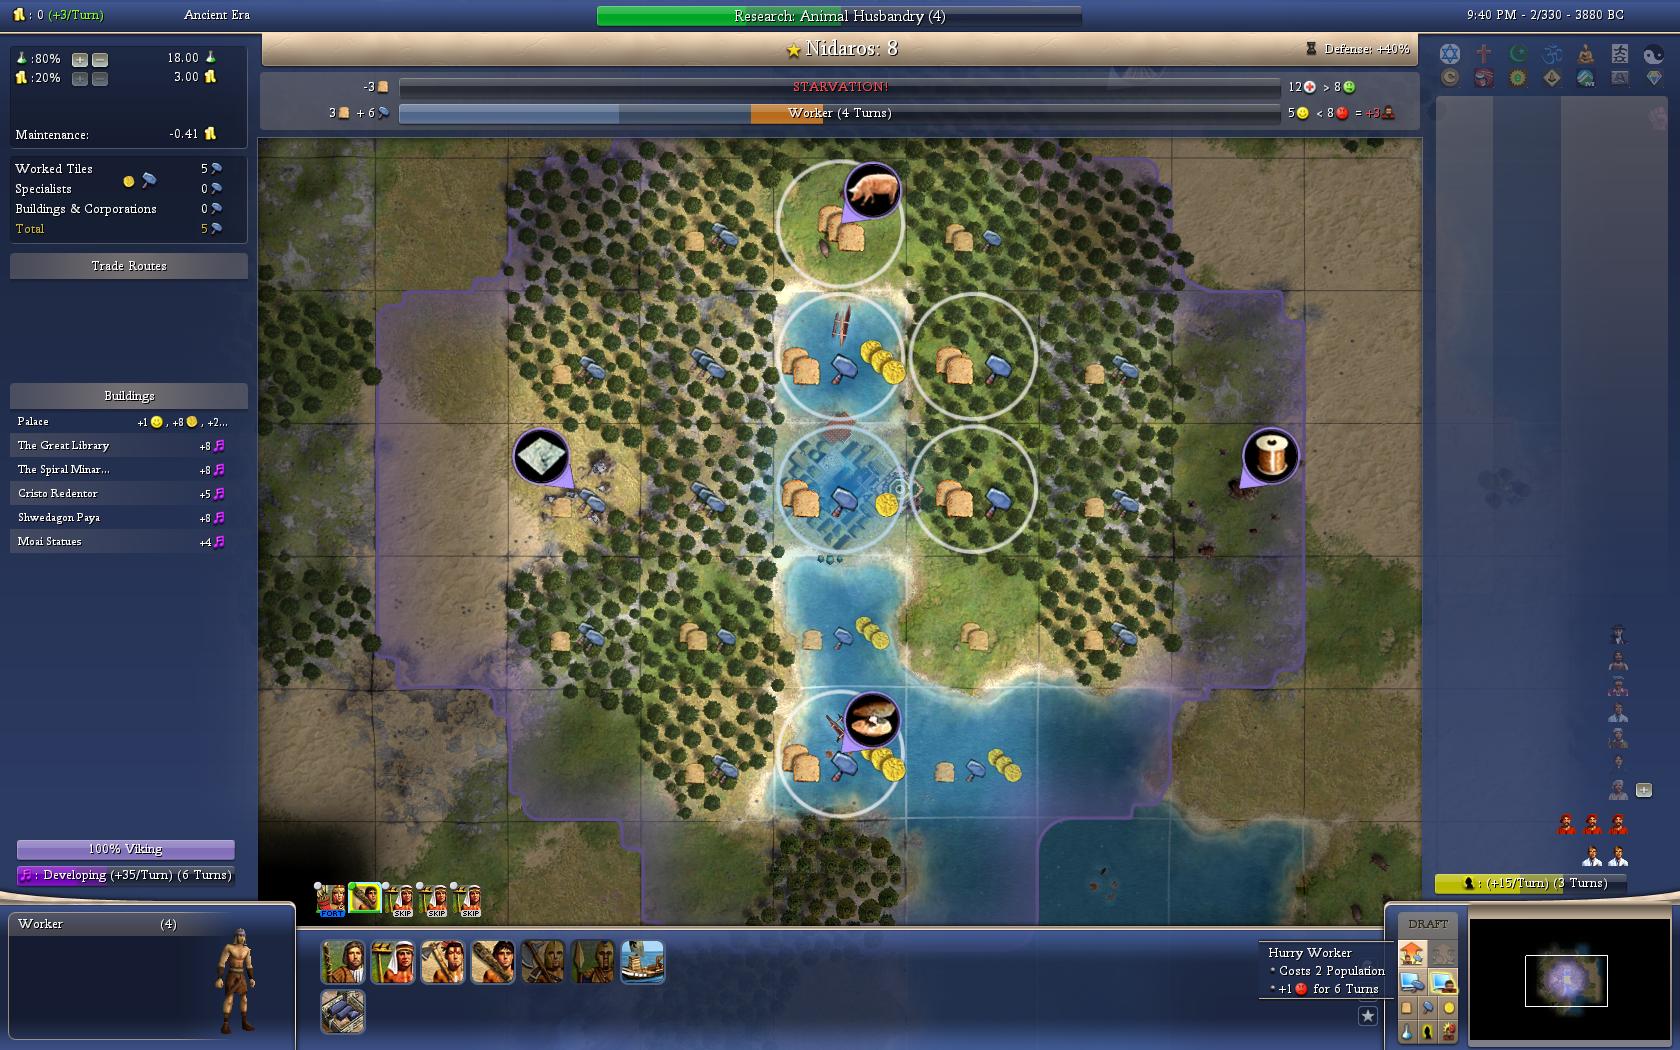 : 0 (+3/Turn)
Ancient Era
Research: Animal Husbandry (4)
9:40 PM - 2/330 - 3880 BC
:80%
18.00
:20%
3.00
Maintenance:
-0.41
Nidaros: 8
Defense: +40%
-3
STARVATION!
12 > 8
3 + 6
Worker (4 Turns)
5 < 8 = +3
Worked Tiles
5
Specialists
0
Buildings & Corporations
0
Total
5
Trade Routes
Buildings
Palace
+1 , +8 , +2...
The Great Library
+8
The Spiral Minar...
+8
Cristo Redentor
+5
Shwedagon Paya
+8
Moai Statues
+4
100% Viking
: Developing (+35/Turn) (6 Turns)
: (+15/Turn) (3 Turns)
FORT
SKIP
SKIP
SKIP
Worker
(4)
Hurry Worker
* Costs 2 Population
* +1 for 6 Turns
DRAFT